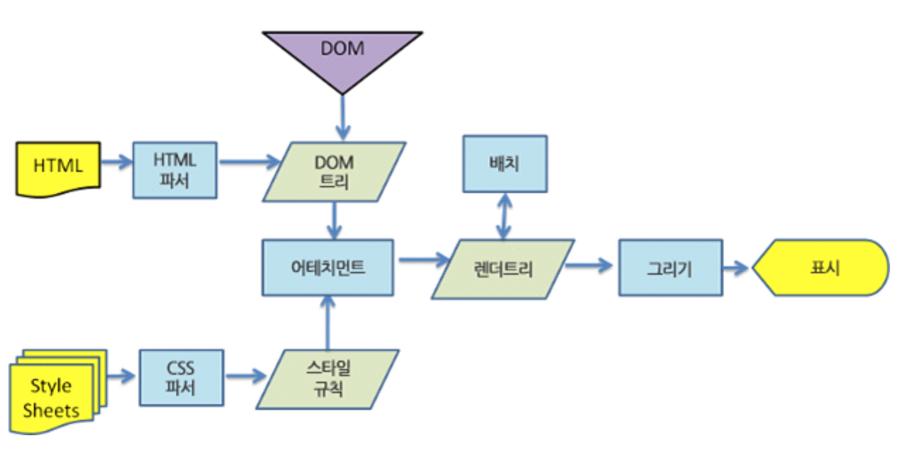 DOM
HTML
HTML
파서
DOM
트리
배치
어테치먼트
렌더트리
그리기
표시
Style
Sheets
CSS
파서
스타일
규칙